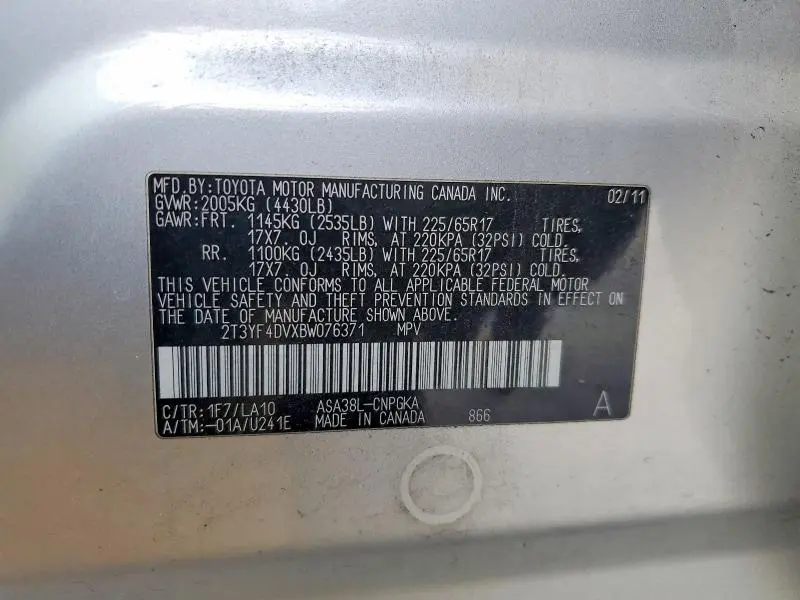 MFD. BY: TOYOTA MOTOR MANUFACTURING CANADA INC. 02/11
GVWR: 2005KG (4430LB)
GAWR: FRT. 1145KG (2535LB) WITH 225/65R17 TIRES,
17X7. 0J RIMS, AT 220KPA (32PSI) COLD.
RR. 1100KG (2435LB) WITH 225/65R17 TIRES,
17X7. 0J RIMS, AT 220KPA (32PSI) COLD.
THIS VEHICLE CONFORMS TO ALL APPLICABLE FEDERAL MOTOR
VEHICLE SAFETY AND THEFT PREVENTION STANDARDS IN EFFECT ON
THE DATE OF MANUFACTURE SHOWN ABOVE.
2T3YF4DVXBW076371 MPV
C/TR: 1F7/LA10 ASA38L-CNPGKA
A/TM: -01A/U241E MADE IN CANADA 866 A